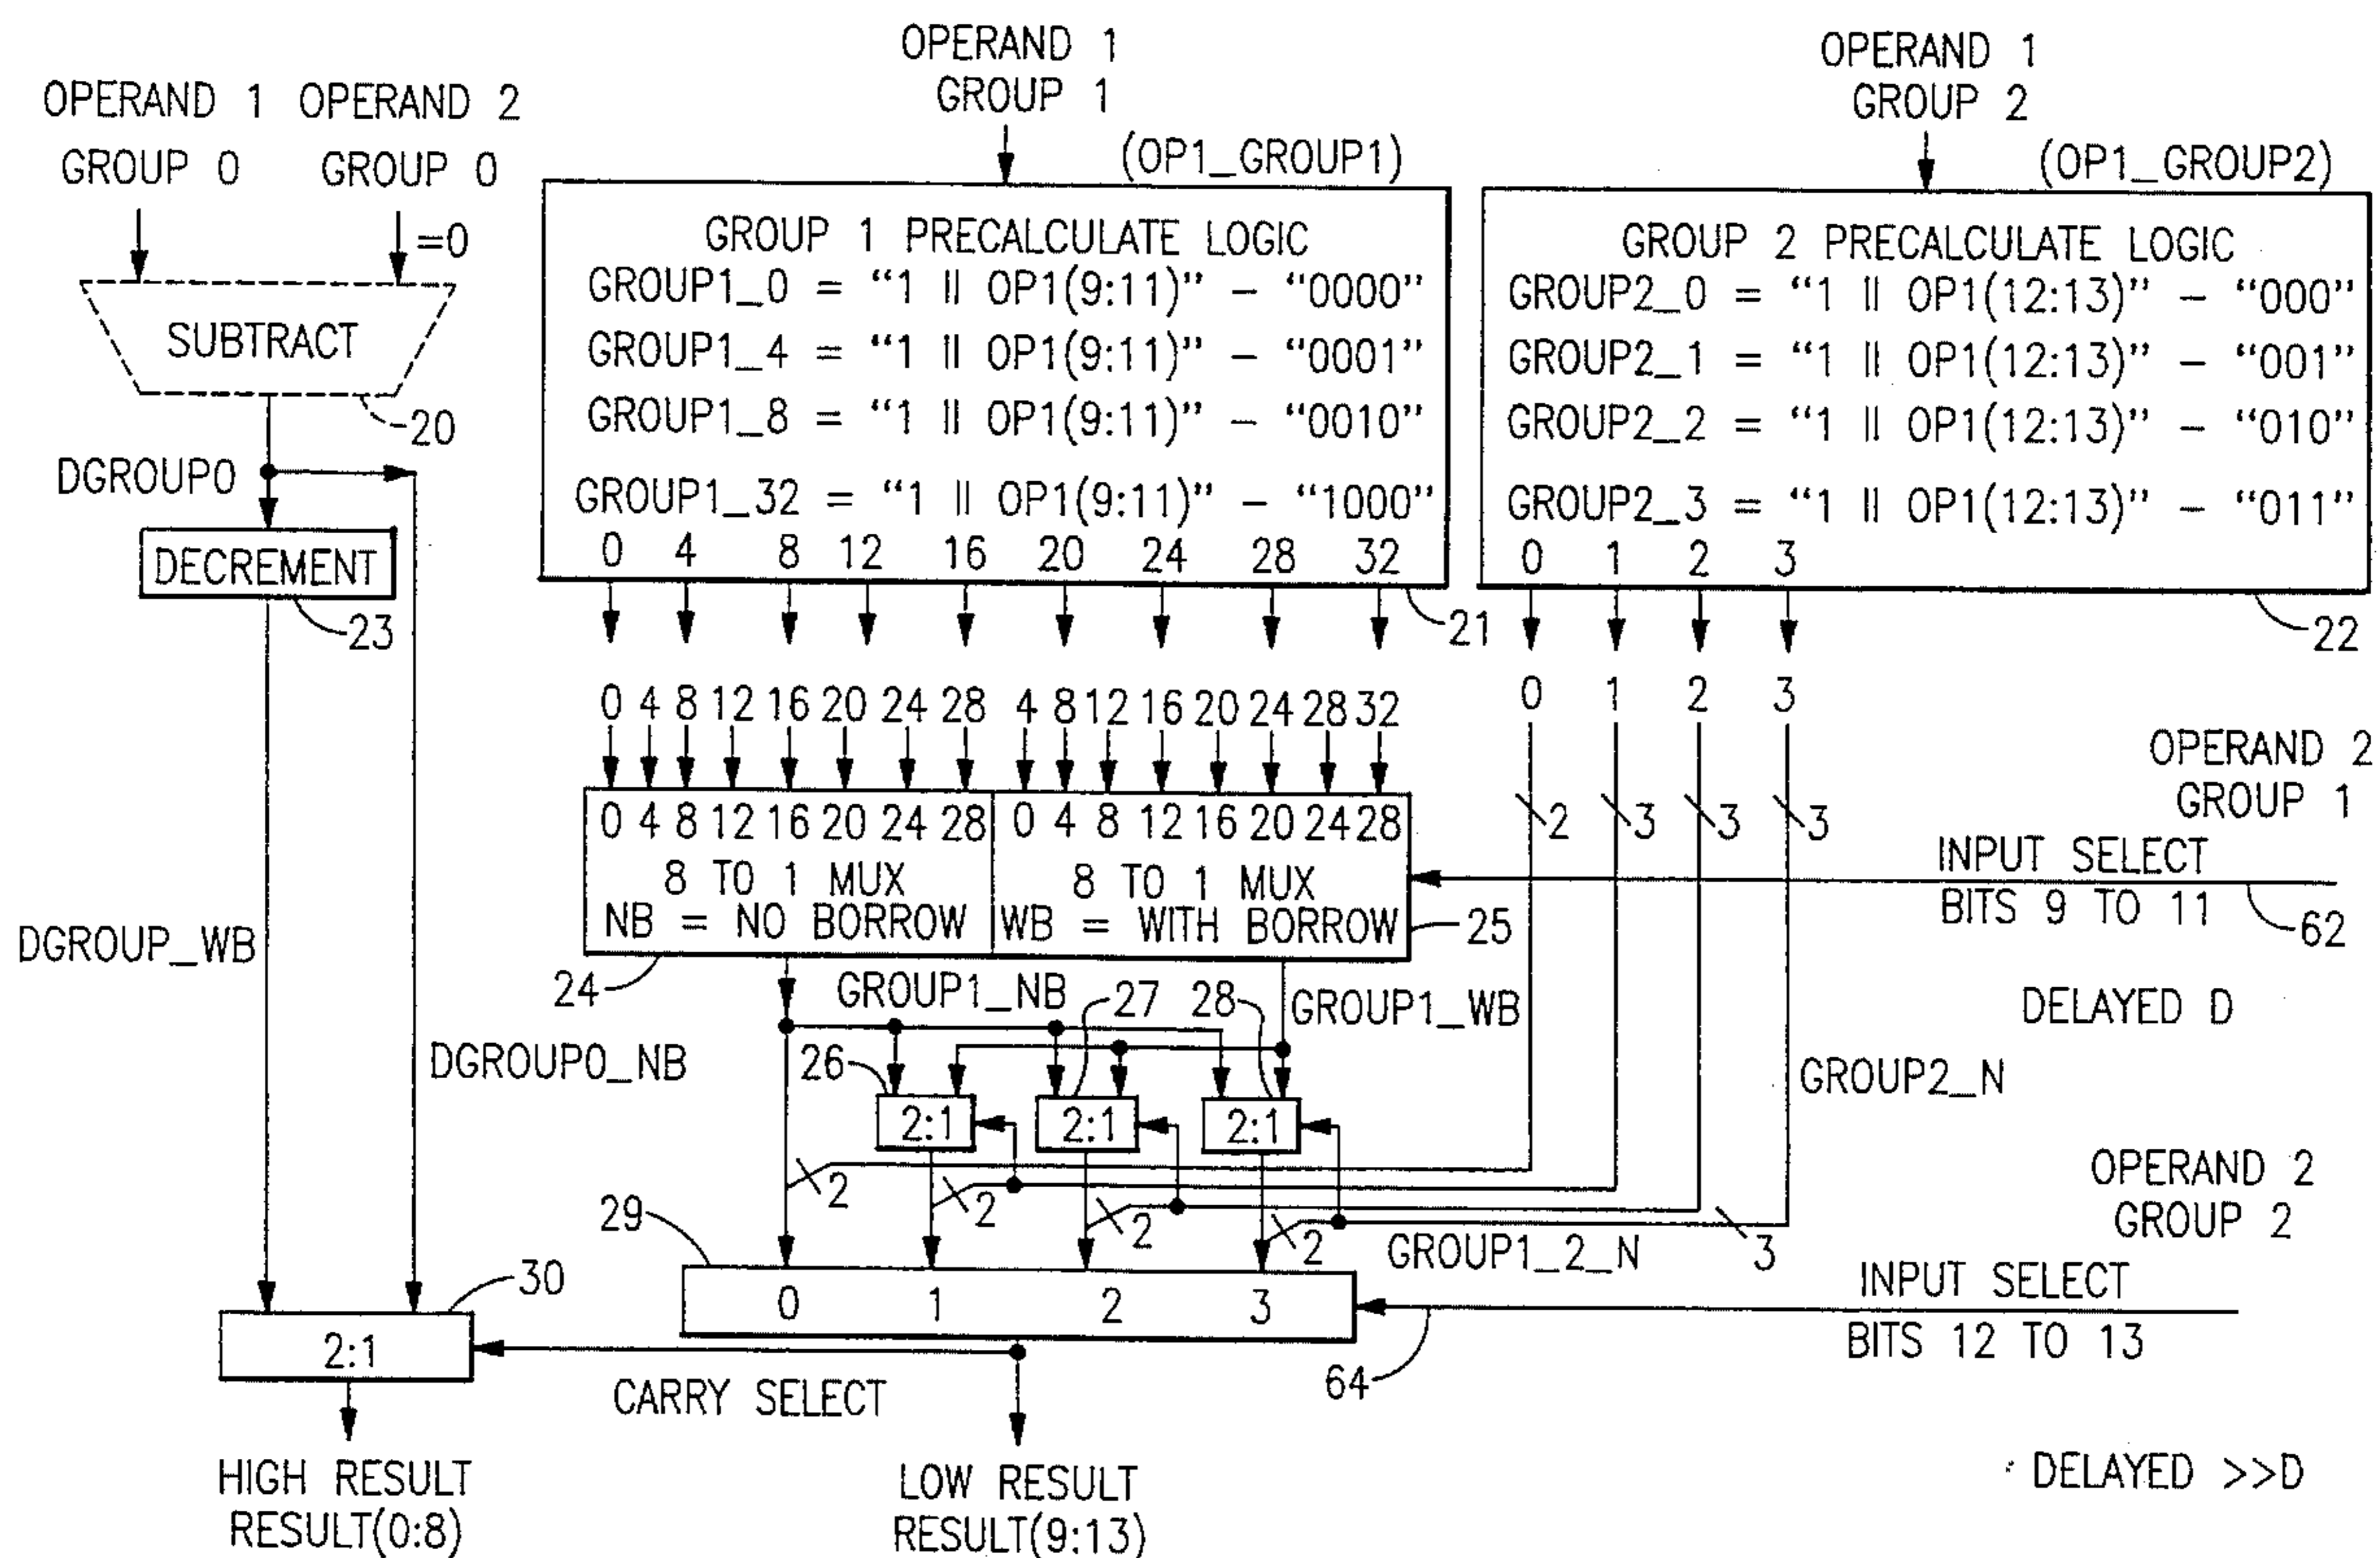 OPERAND 1 OPERAND 2
GROUP 0 GROUP 0
=0
SUBTRACT
20
DGROUP0
DECREMENT
23
DGROUP_WB
DGROUP0_NB
OPERAND 1
GROUP 1
(OP1_GROUP1)
GROUP 1 PRECALCULATE LOGIC
GROUP1_0 = “1 || OP1(9:11)” – “0000”
GROUP1_4 = “1 || OP1(9:11)” – “0001”
GROUP1_8 = “1 || OP1(9:11)” – “0010”
GROUP1_32 = “1 || OP1(9:11)” – “1000”
0 4 8 12 16 20 24 28 32
21
OPERAND 1
GROUP 2
(OP1_GROUP2)
GROUP 2 PRECALCULATE LOGIC
GROUP2_0 = “1 || OP1(12:13)” – “000”
GROUP2_1 = “1 || OP1(12:13)” – “001”
GROUP2_2 = “1 || OP1(12:13)” – “010”
GROUP2_3 = “1 || OP1(12:13)” – “011”
0 1 2 3
22
0 4 8 12 16 20 24 28 4 8 12 16 20 24 28 32
0 1 2 3
0 4 8 12 16 20 24 28 0 4 8 12 16 20 24 28
2 3 3 3
8 TO 1 MUX 8 TO 1 MUX
NB = NO BORROW WB = WITH BORROW
24
25
OPERAND 2
GROUP 1
INPUT SELECT
BITS 9 TO 11
62
DELAYED D
GROUP1_NB
27 28
GROUP1_WB
26
2:1 2:1 2:1
GROUP2_N
2 2 2 2
GROUP1_2_N
3
OPERAND 2
GROUP 2
INPUT SELECT
BITS 12 TO 13
64
29
0 1 2 3
30
2:1
CARRY SELECT
HIGH RESULT
RESULT(0:8)
LOW RESULT
RESULT(9:13)
DELAYED >>D